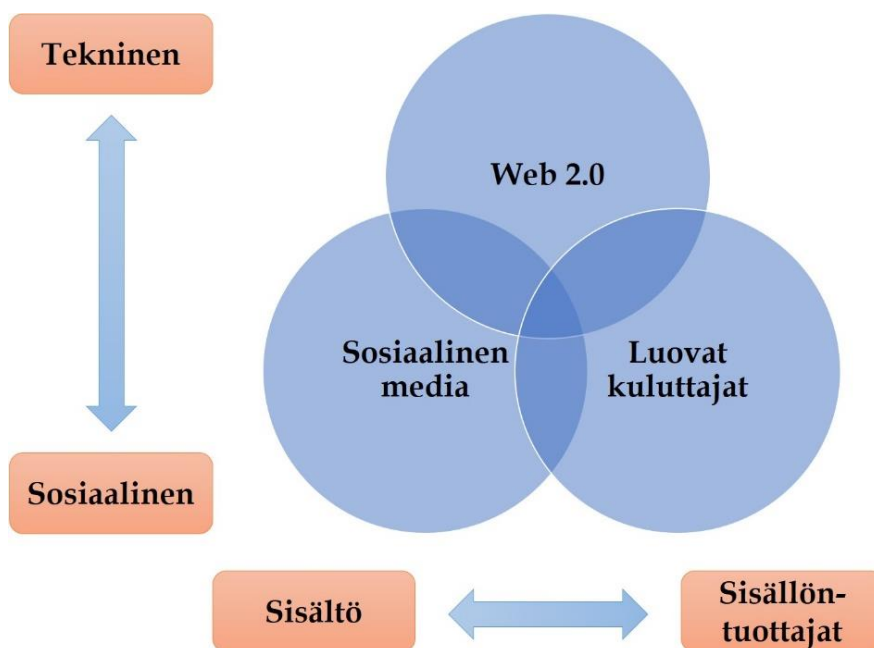 Tekninen
Web 2.0
Sosiaalinen
media
Luovat
kuluttajat
Sosiaalinen
Sisältö
Sisällön-
tuottajat